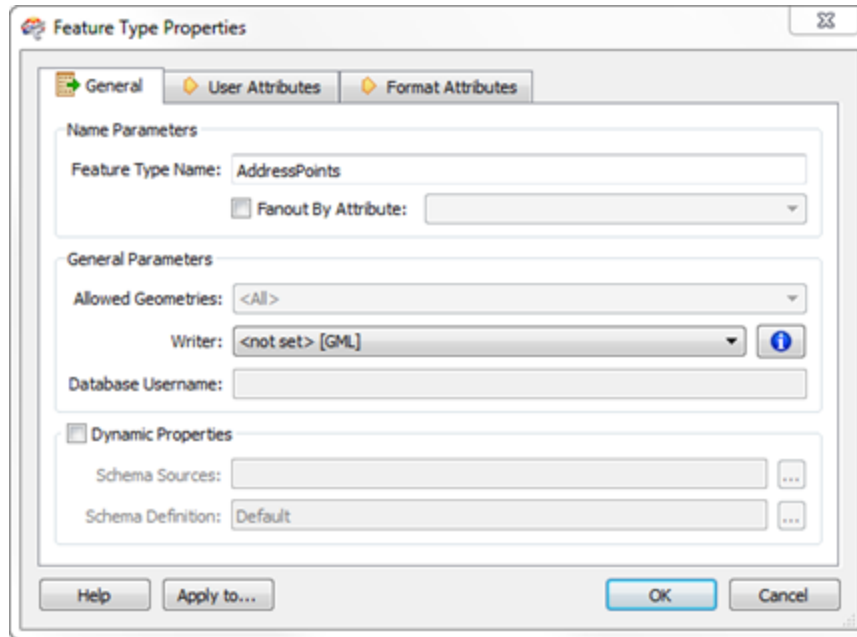 Feature Type Properties
General User Attributes Format Attributes
Name Parameters
Feature Type Name: AddressPoints
Fanout By Attribute:
General Parameters
Allowed Geometries: <All>
Writer: <not set> [GML]
Database Username:
Dynamic Properties
Schema Sources: ...
Schema Definition: Default ...
Help Apply to... OK Cancel